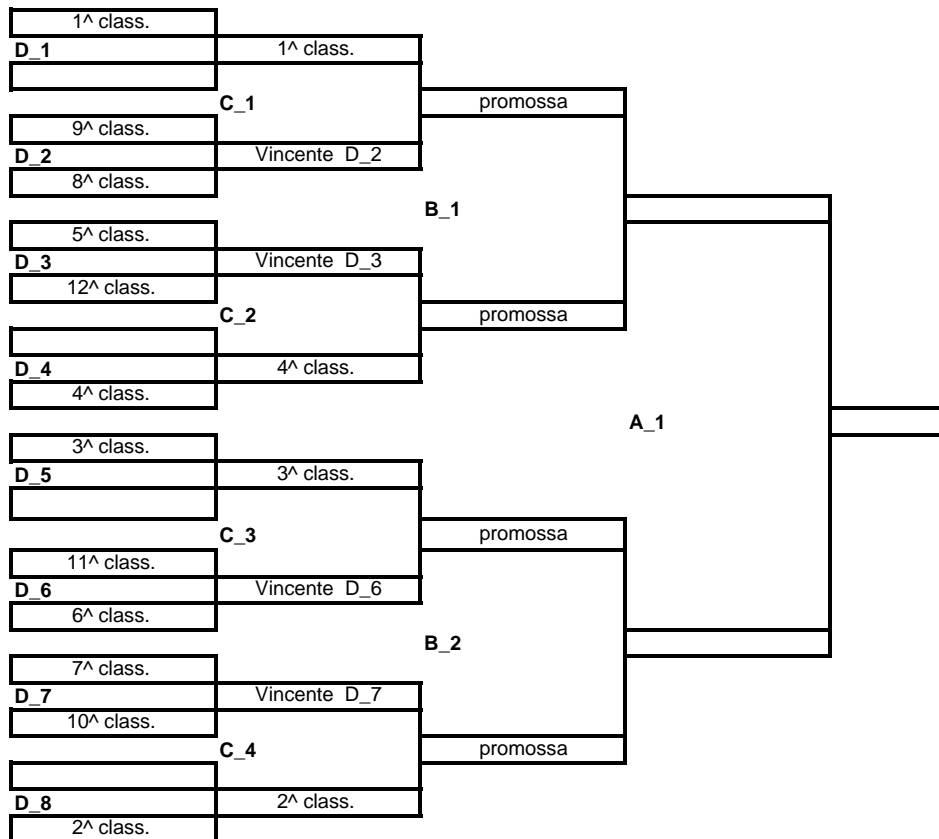 1^ class.
D_1 1^ class.
C_1 promossa
9^ class.
D_2 Vincente D_2
8^ class.
B_1
5^ class.
D_3 Vincente D_3
12^ class.
C_2 promossa
D_4 4^ class.
4^ class.
A_1
3^ class.
D_5 3^ class.
C_3 promossa
11^ class.
D_6 Vincente D_6
6^ class.
B_2
7^ class.
D_7 Vincente D_7
10^ class.
C_4 promossa
D_8 2^ class.
2^ class.